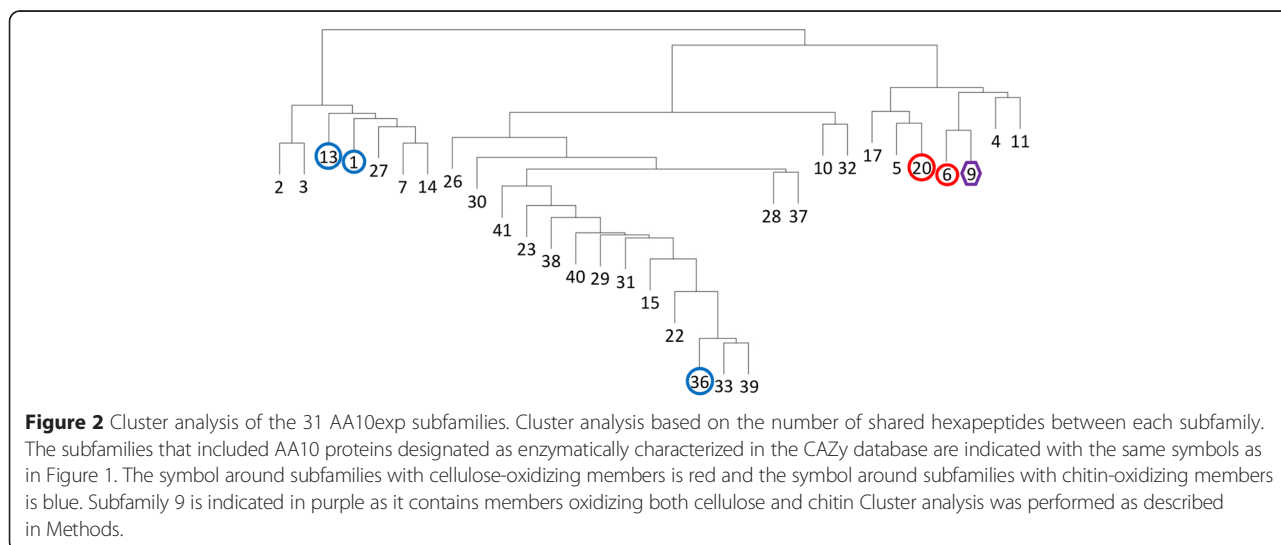 2 3 13 1 27 7 14 26 30 41 23 38 40 29 31 15 22 36 33 39 28 37 10 32 17 5 20 6 9 4 11
Figure 2 Cluster analysis of the 31 AA10exp subfamilies. Cluster analysis based on the number of shared hexapeptides between each subfamily.
The subfamilies that included AA10 proteins designated as enzymatically characterized in the CAZy database are indicated with the same symbols as
in Figure 1. The symbol around subfamilies with cellulose-oxidizing members is red and the symbol around subfamilies with chitin-oxidizing members
is blue. Subfamily 9 is indicated in purple as it contains members oxidizing both cellulose and chitin Cluster analysis was performed as described
in Methods.